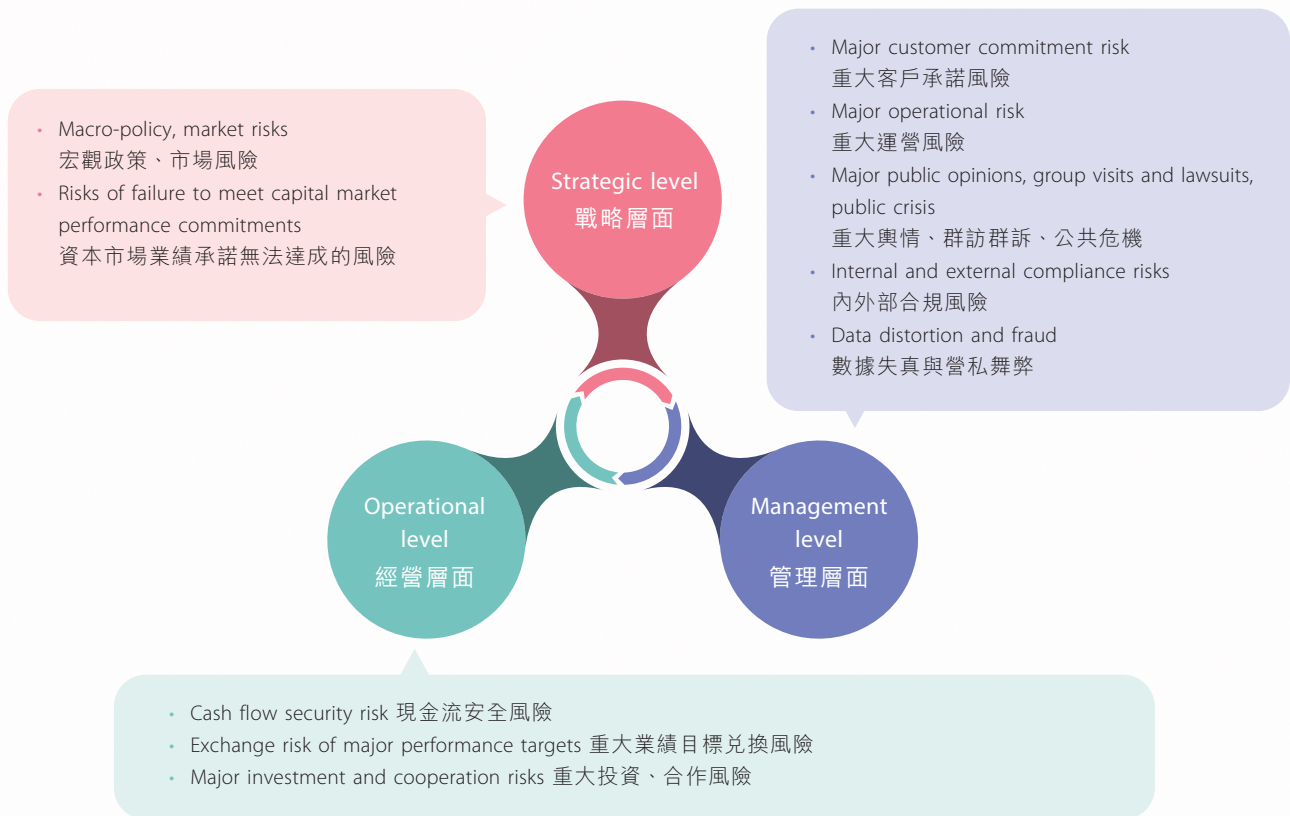 • Macro-policy, market risks
宏觀政策、市場風險
• Risks of failure to meet capital market
performance commitments
資本市場業績承諾無法達成的風險
Strategic level
戰略層面
• Major customer commitment risk
重大客戶承諾風險
• Major operational risk
重大運營風險
• Major public opinions, group visits and lawsuits,
public crisis
重大輿情、群訪群訴、公共危機
• Internal and external compliance risks
內外部合規風險
• Data distortion and fraud
數據失真與營私舞弊
Operational
level
經營層面
Management
level
管理層面
• Cash flow security risk 現金流安全風險
• Exchange risk of major performance targets 重大業績目標兑換風險
• Major investment and cooperation risks 重大投資、合作風險